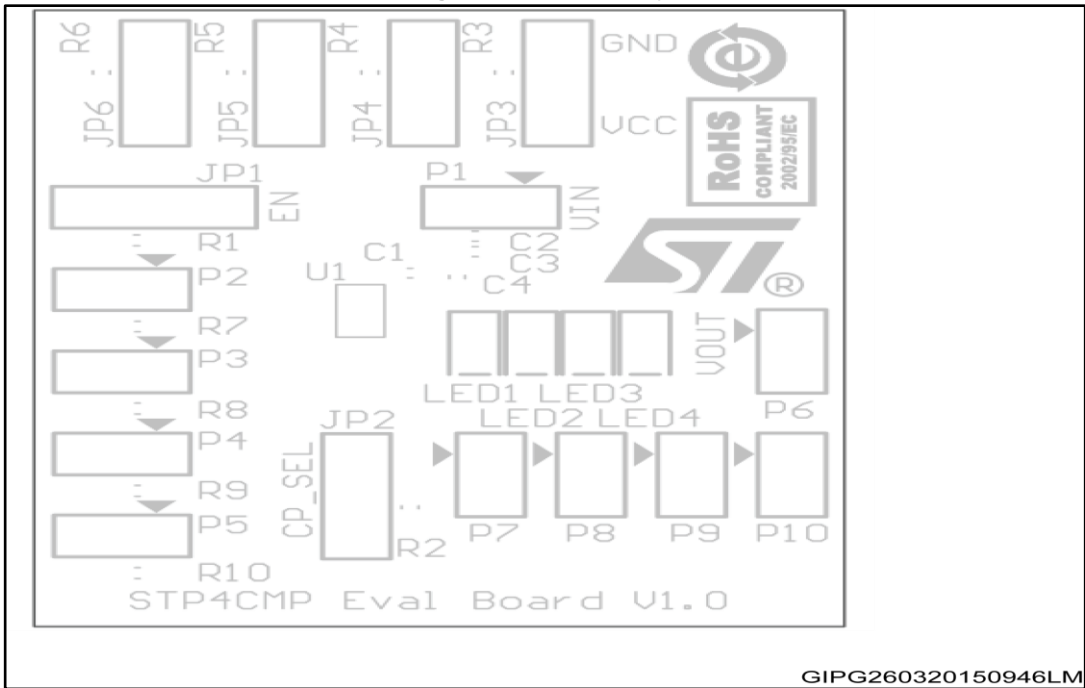 R6
R5
R4
R3
GND
JP6
JP5
JP4
JP3
VCC
e
RoHS
COMPLIANT
2002/95/EC
JP1
EN
P1
VIN
R1
C1
C2
C3
C4
U1
ST®
P2
R7
P3
R8
VOUT
P6
LED1 LED3
LED2 LED4
P4
R9
P5
R10
JP2
CP_SEL
R2
P7
P8
P9
P10
STP4CMP Eval Board V1.0
GIPG260320150946LM